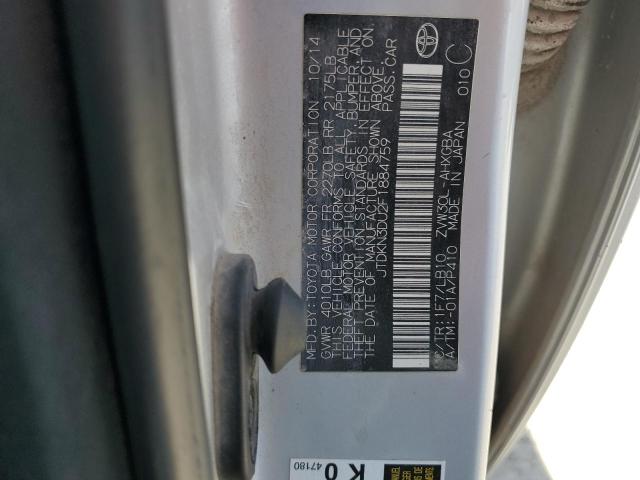 MFD.BY:TOYOTA MOTOR CORPORATION 10/14
GVWR 4010LB GAWR FR 2270LB RR 2175LB
THIS VEHICLE CONFORMS TO ALL APPLICABLE
FEDERAL MOTOR VEHICLE SAFETY, BUMPER, AND
THEFT PREVENTION STANDARDS IN EFFECT ON
THE DATE OF MANUFACTURE SHOWN ABOVE.
JTDKN3DU2F1884759 PASS.CAR
C/TR:1F7/LB10 ZVW30L-AHXGBA
A/TM:-01A/P410 MADE IN JAPAN 010 C
K 0
47180